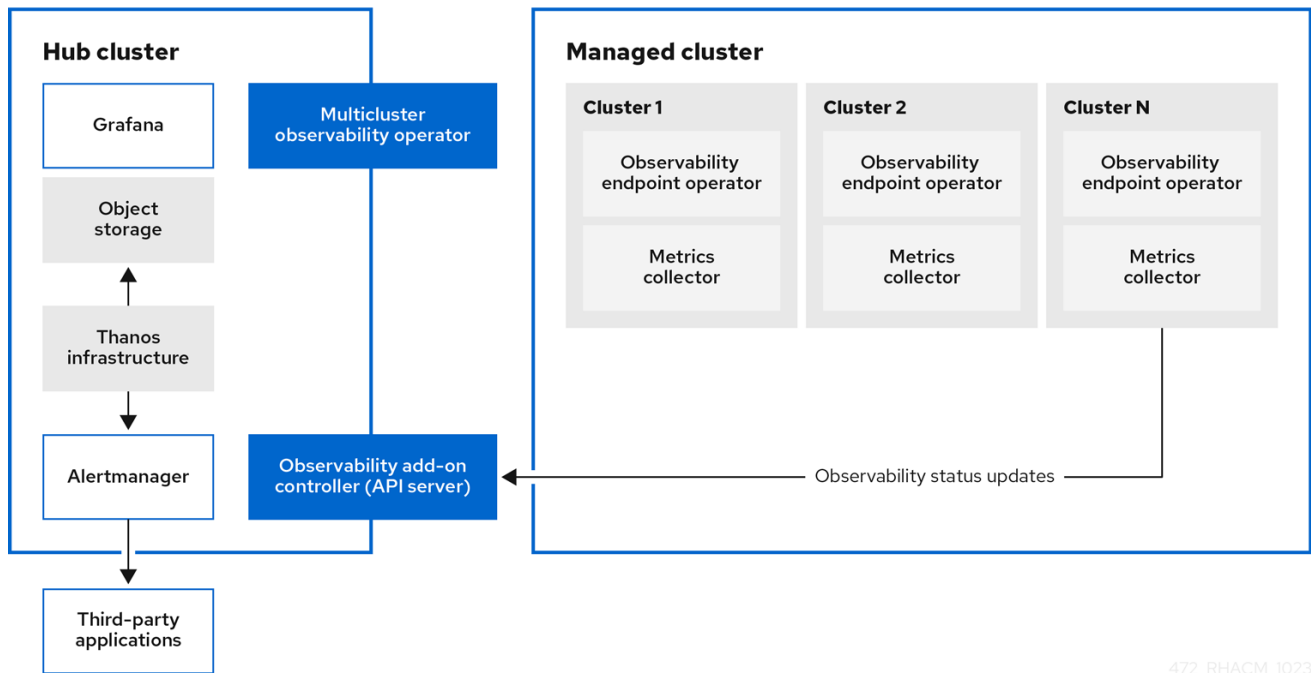 Hub cluster
Grafana
Multicluster
observability operator
Object
storage
Thanos
infrastructure
Alertmanager
Observability add-on
controller (API server)
Third-party
applications
Managed cluster
Cluster 1
Observability
endpoint operator
Metrics
collector
Cluster 2
Observability
endpoint operator
Metrics
collector
Cluster N
Observability
endpoint operator
Metrics
collector
Observability status updates
472_RHACM_1023